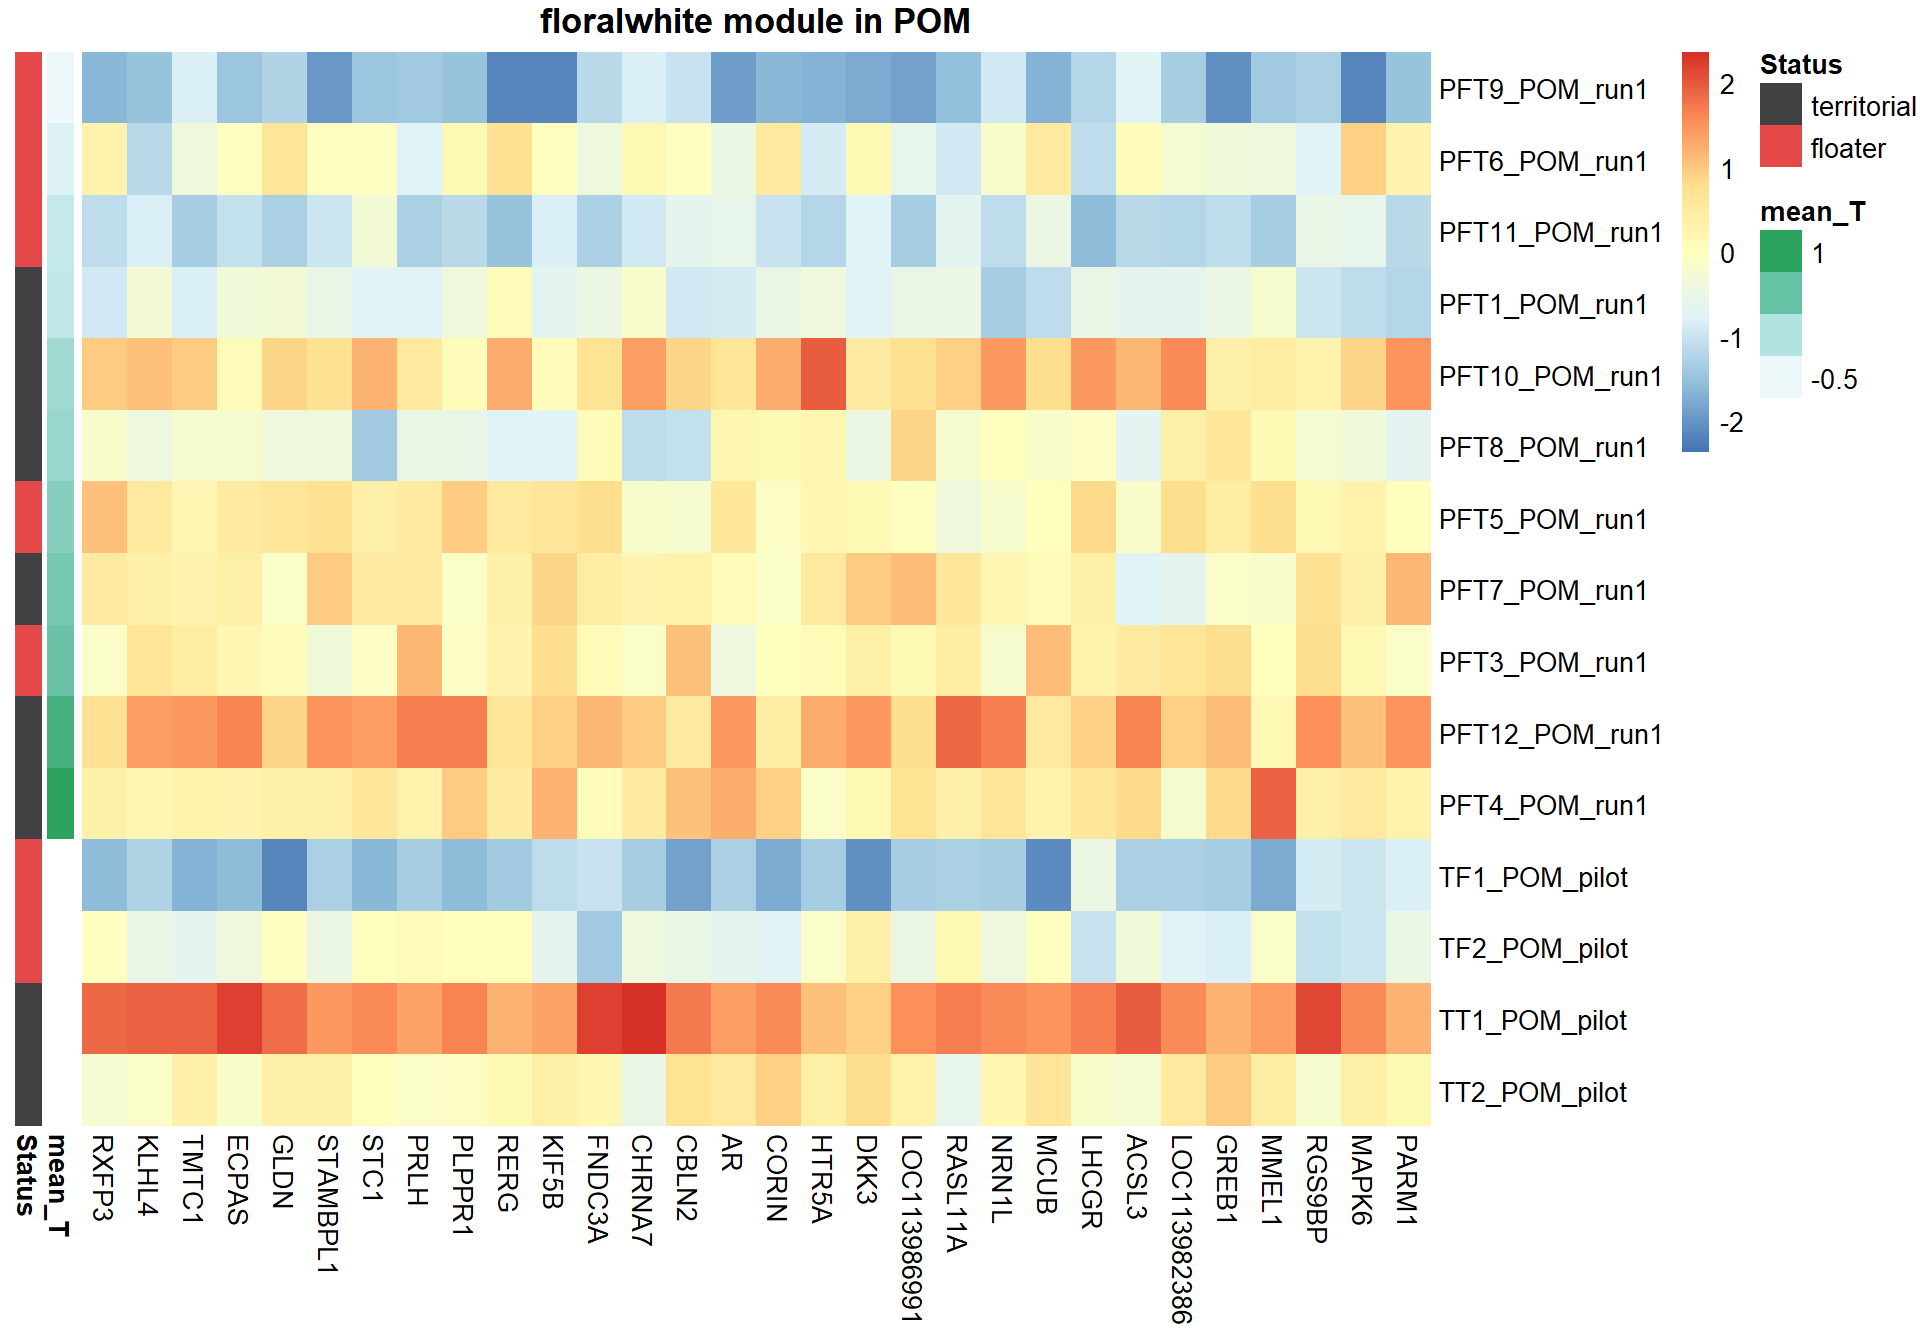 floralwhite module in POM
PFT9_POM_run1
PFT6_POM_run1
PFT11_POM_run1
PFT1_POM_run1
PFT10_POM_run1
PFT8_POM_run1
PFT5_POM_run1
PFT7_POM_run1
PFT3_POM_run1
PFT12_POM_run1
PFT4_POM_run1
TF1_POM_pilot
TF2_POM_pilot
TT1_POM_pilot
TT2_POM_pilot
2
1
0
-1
-2
Status
territorial
floater
mean_T
1
-0.5
Status
mean_T
RXFP3
KLHL4
TMTC1
ECPAS
GLDN
STAMBPL1
STC1
PRLH
PLPPR1
RERG
KIF5B
FNDC3A
CHRNA7
CBLN2
AR
CORIN
HTR5A
DKK3
LOC113986991
RASL11A
NRN1L
MCUB
LHCGR
ACSL3
LOC113982386
GREB1
MMEL1
RGS9BP
MAPK6
PARM1